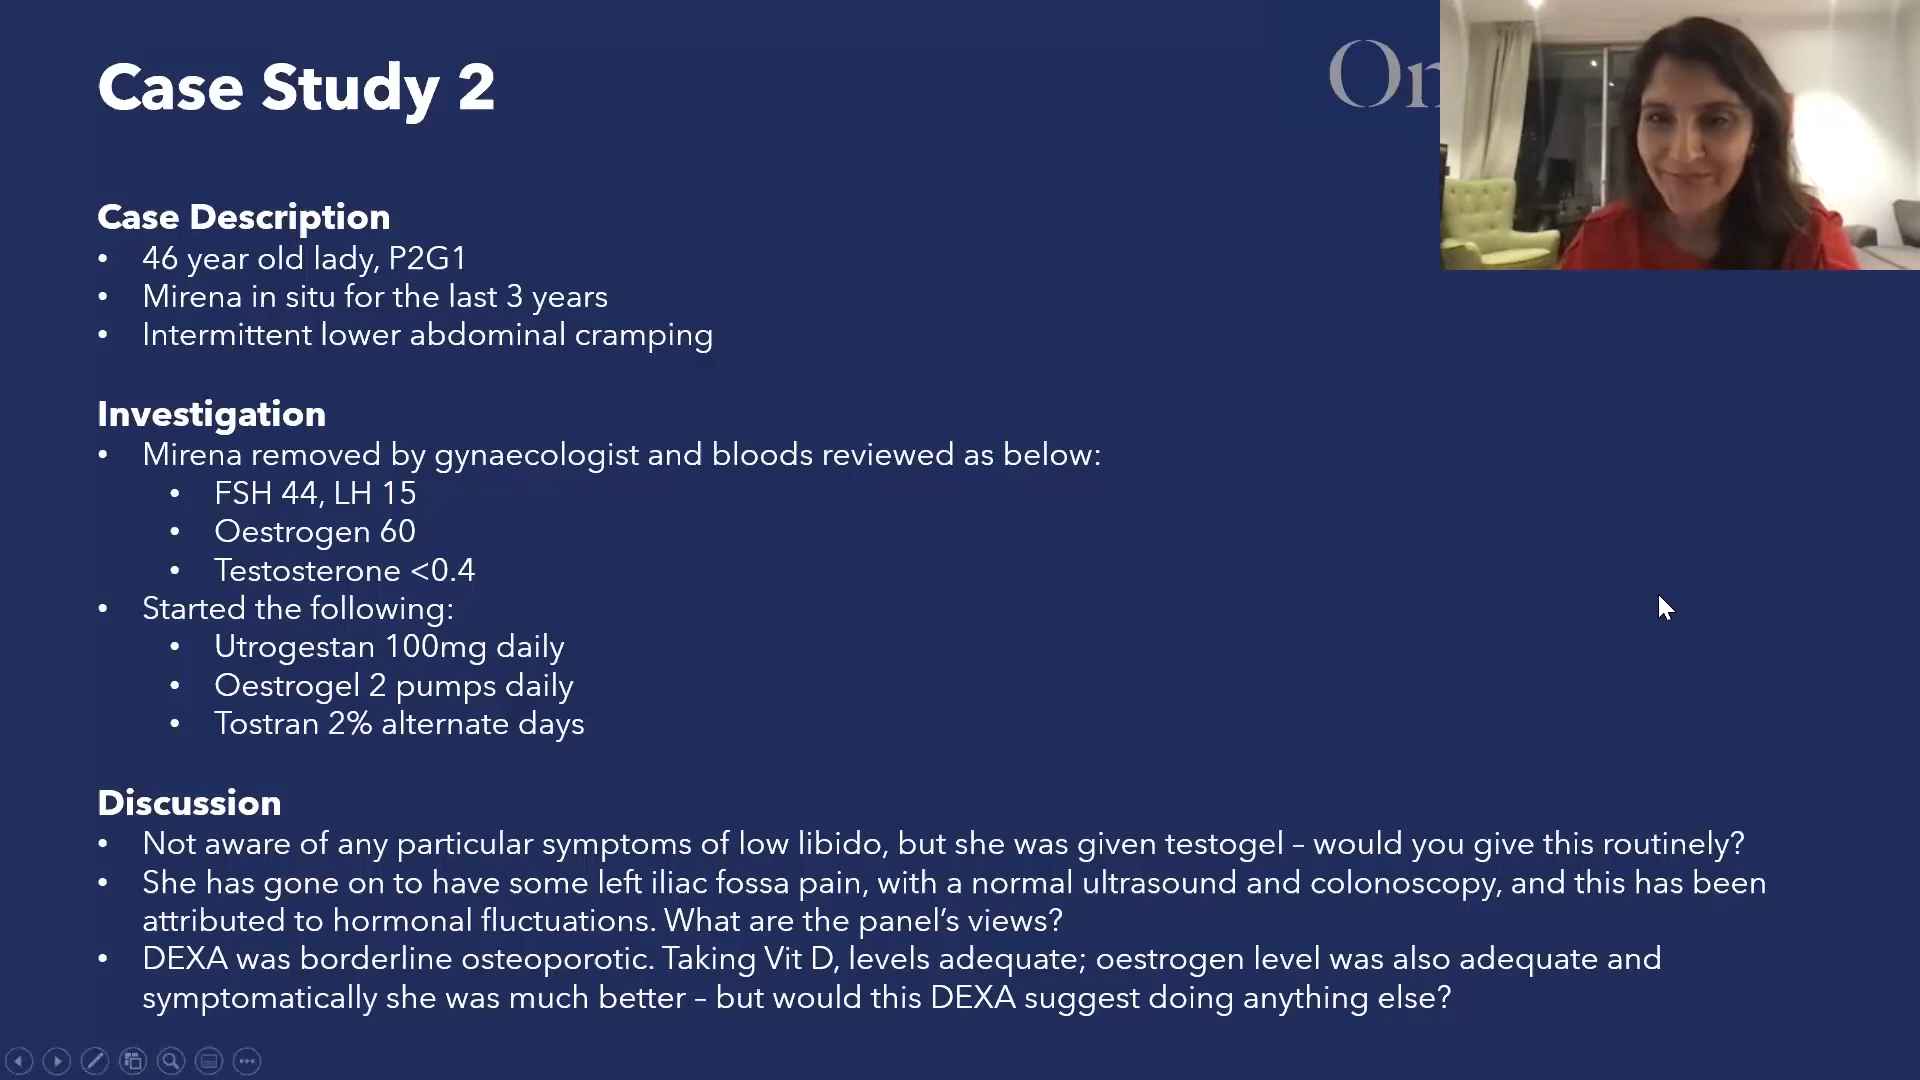 Case Study 2
On
Case Description
• 46 year old lady, P2G1
• Mirena in situ for the last 3 years
• Intermittent lower abdominal cramping
Investigation
• Mirena removed by gynaecologist and bloods reviewed as below:
• FSH 44, LH 15
• Oestrogen 60
• Testosterone <0.4
• Started the following:
• Utrogestan 100mg daily
• Oestrogel 2 pumps daily
• Tostran 2% alternate days
Discussion
• Not aware of any particular symptoms of low libido, but she was given testogel – would you give this routinely?
• She has gone on to have some left iliac fossa pain, with a normal ultrasound and colonoscopy, and this has been
attributed to hormonal fluctuations. What are the panel’s views?
• DEXA was borderline osteoporotic. Taking Vit D, levels adequate; oestrogen level was also adequate and
symptomatically she was much better – but would this DEXA suggest doing anything else?